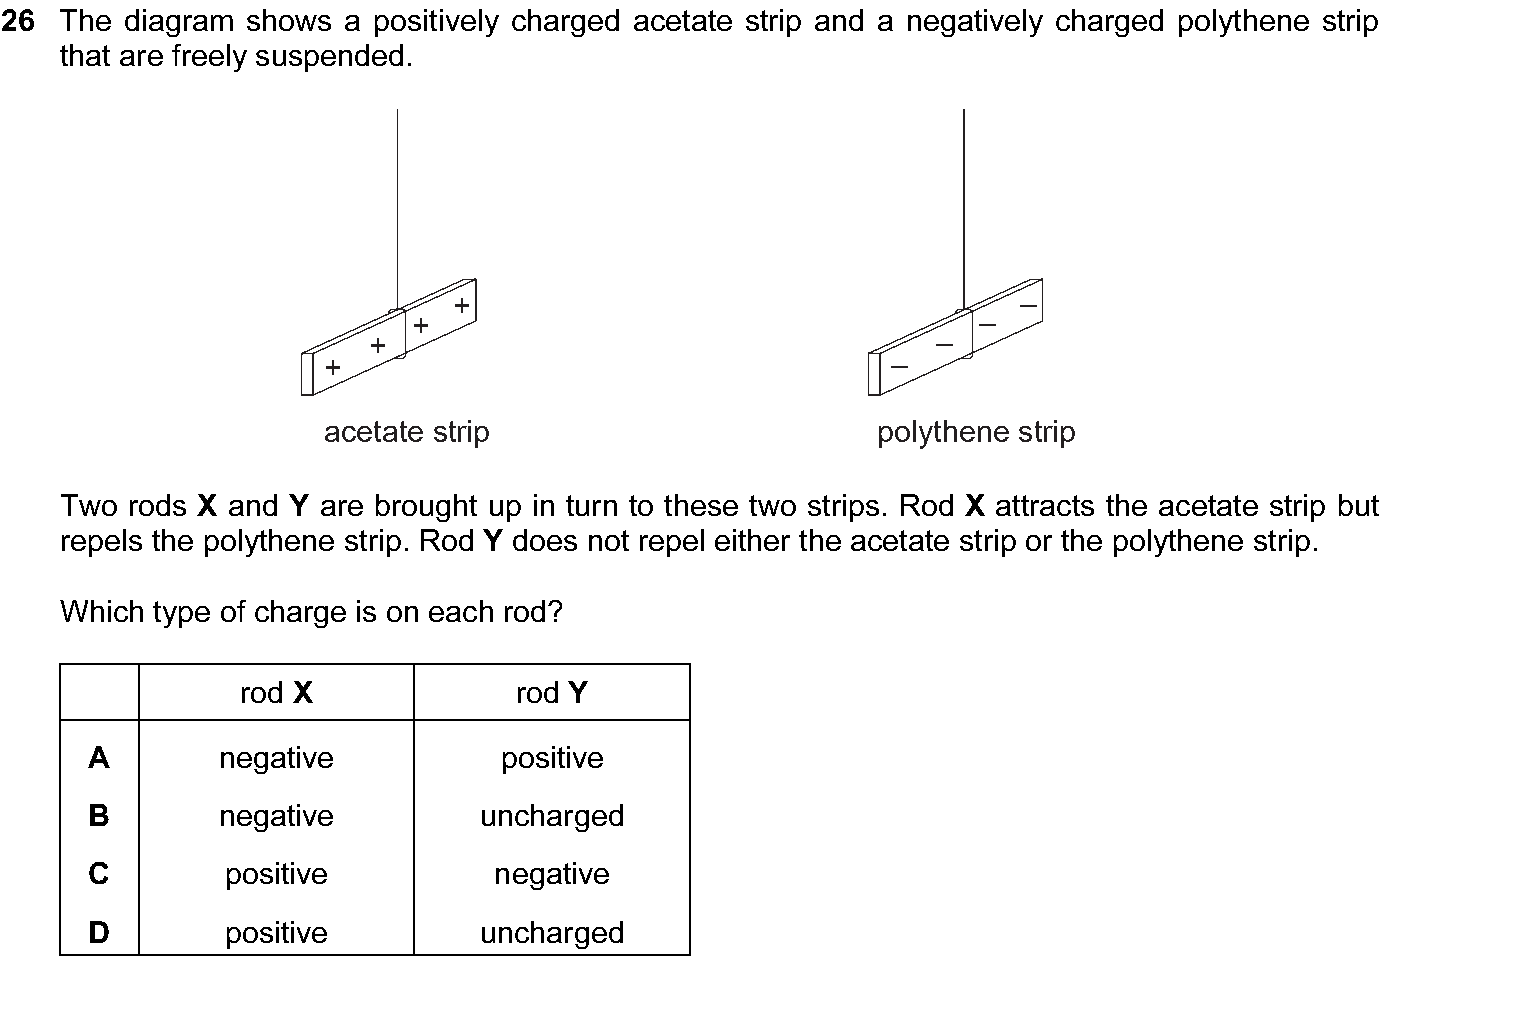 26 The diagram shows a positively charged acetate strip and a negatively charged polythene strip
that are freely suspended.
+ + + +
– – – –
acetate strip polythene strip
Two rods X and Y are brought up in turn to these two strips. Rod X attracts the acetate strip but
repels the polythene strip. Rod Y does not repel either the acetate strip or the polythene strip.
Which type of charge is on each rod?
rod X rod Y
A negative positive
B negative uncharged
C positive negative
D positive uncharged